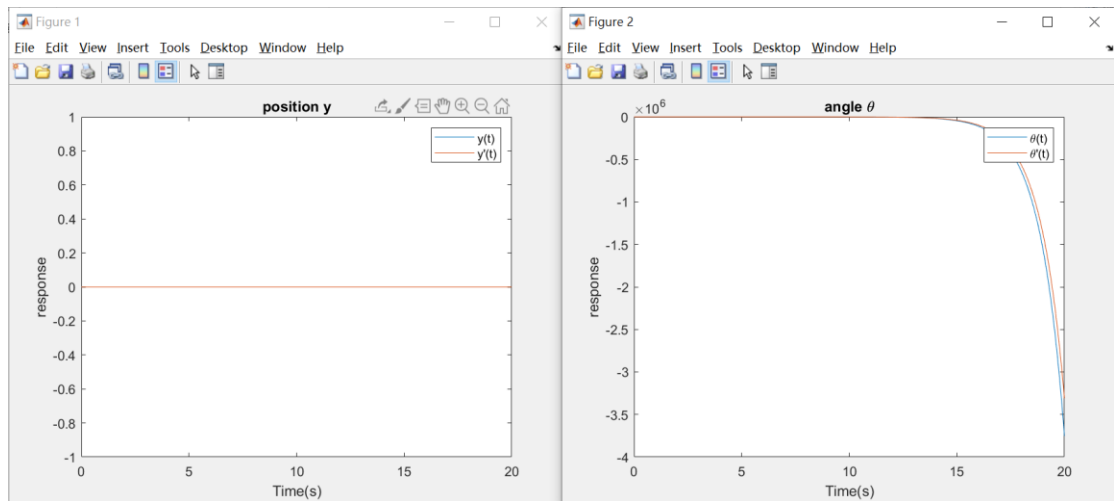 Figure 1
File Edit View Insert Tools Desktop Window Help
position y
y(t)
y'(t)
1
0.8
0.6
0.4
0.2
0
-0.2
-0.4
-0.6
-0.8
-1
response
0 5 10 15 20
Time(s)
Figure 2
File Edit View Insert Tools Desktop Window Help
×10⁶
angle θ
θ(t)
θ'(t)
0
-0.5
-1
-1.5
-2
-2.5
-3
-3.5
-4
response
0 5 10 15 20
Time(s)